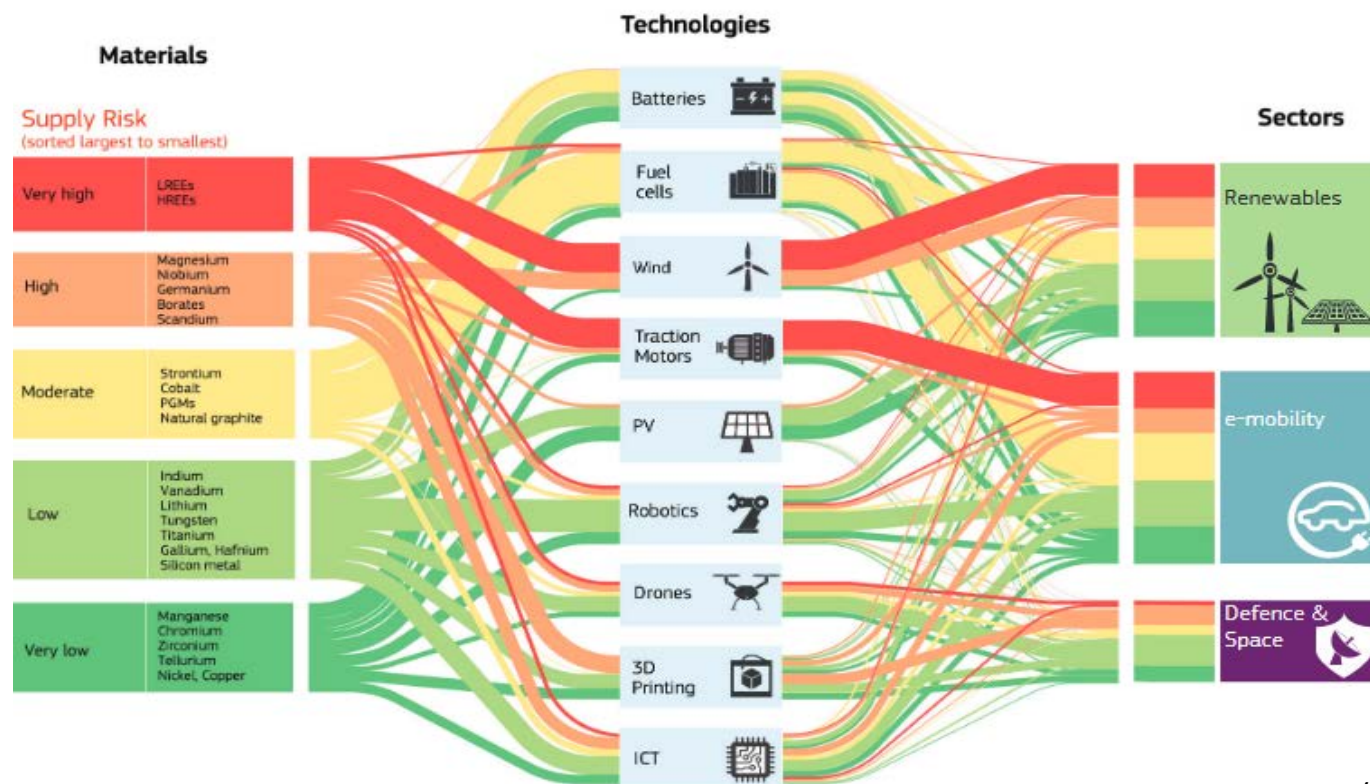 Technologies
Materials
Sectors
Supply Risk
(sorted largest to smallest)
Very high
LREEs
HREEs
High
Magnesium
Niobium
Germanium
Borates
Scandium
Moderate
Strontium
Cobalt
PGMs
Natural graphite
Low
Indium
Vanadium
Lithium
Tungsten
Titanium
Gallium, Hafnium
Silicon metal
Very low
Manganese
Chromium
Zirconium
Tellurium
Nickel, Copper
Batteries
Fuel
cells
Wind
Traction
Motors
PV
Robotics
Drones
3D
Printing
ICT
Renewables
e-mobility
Defence &
Space